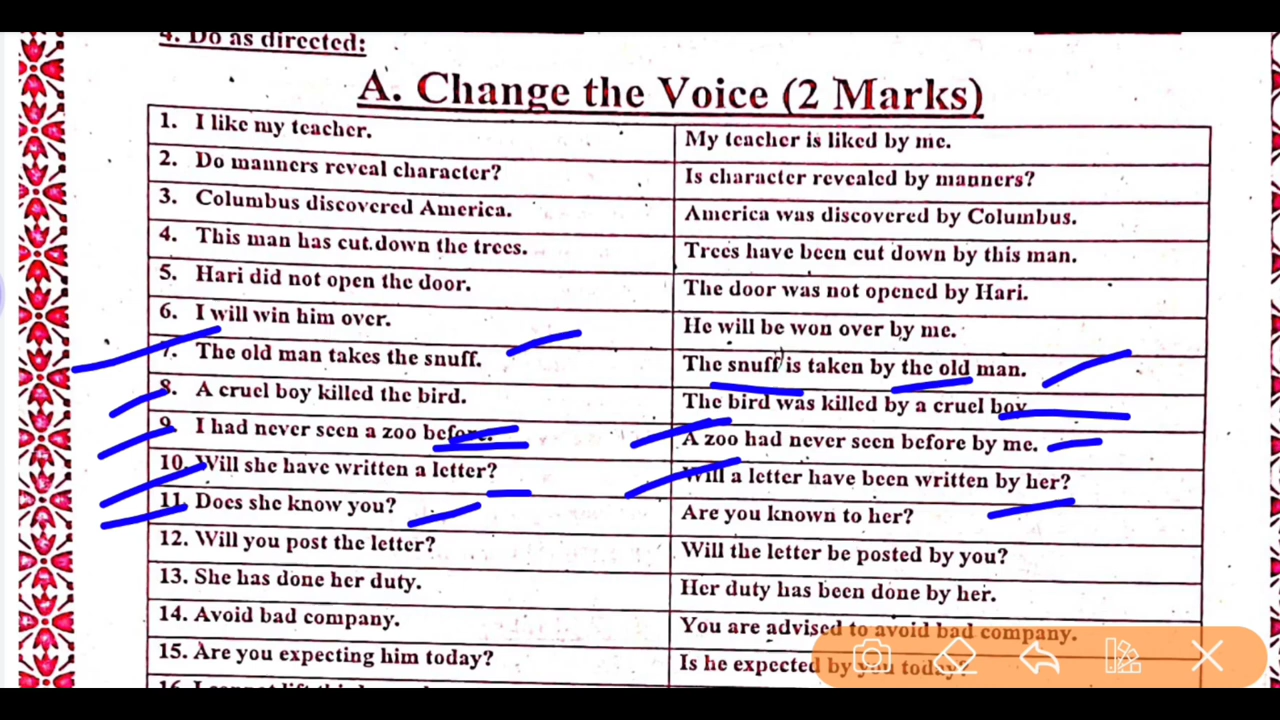 4. Do as directed:
A. Change the Voice (2 Marks)
1. I like my teacher.
My teacher is liked by me.
2. Do manners reveal character?
Is character revealed by manners?
3. Columbus discovered America.
America was discovered by Columbus.
4. This man has cut down the trees.
Trees have been cut down by this man.
5. Hari did not open the door.
The door was not opened by Hari.
6. I will win him over.
He will be won over by me.
7. The old man takes the snuff.
The snuff is taken by the old man.
8. A cruel boy killed the bird.
The bird was killed by a cruel boy
9. I had never seen a zoo before.
A zoo had never seen before by me.
10. Will she have written a letter?
Will a letter have been written by her?
11. Does she know you?
Are you known to her?
12. Will you post the letter?
Will the letter be posted by you?
13. She has done her duty.
Her duty has been done by her.
14. Avoid bad company.
You are advised to avoid bad company.
15. Are you expecting him today?
Is he expected by you today?
16. I cannot lift this